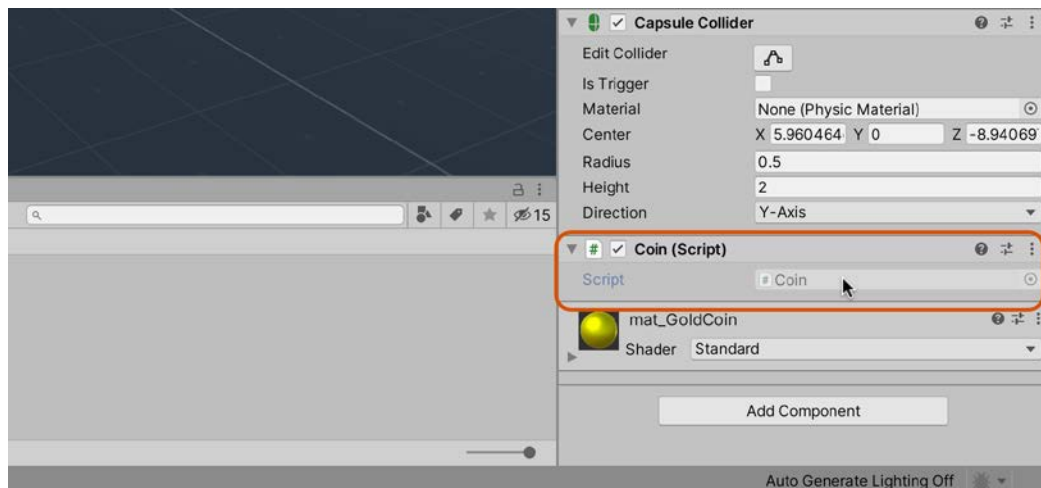 Capsule Collider
Edit Collider
Is Trigger
Material None (Physic Material)
Center X 5.960464 Y 0 Z -8.94069
Radius 0.5
Height 2
15
Direction Y-Axis
# Coin (Script)
Script # Coin
mat_GoldCoin
Shader Standard
Add Component
Auto Generate Lighting Off